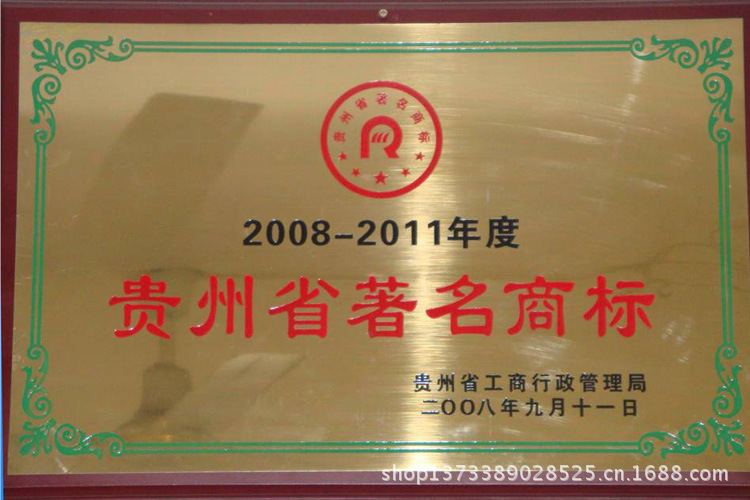 贵州省著名商标
R
2008-2011年度
贵州省著名商标
贵州省工商行政管理局
二〇〇八年九月十一日
shop1373389028525.cn.1688.com